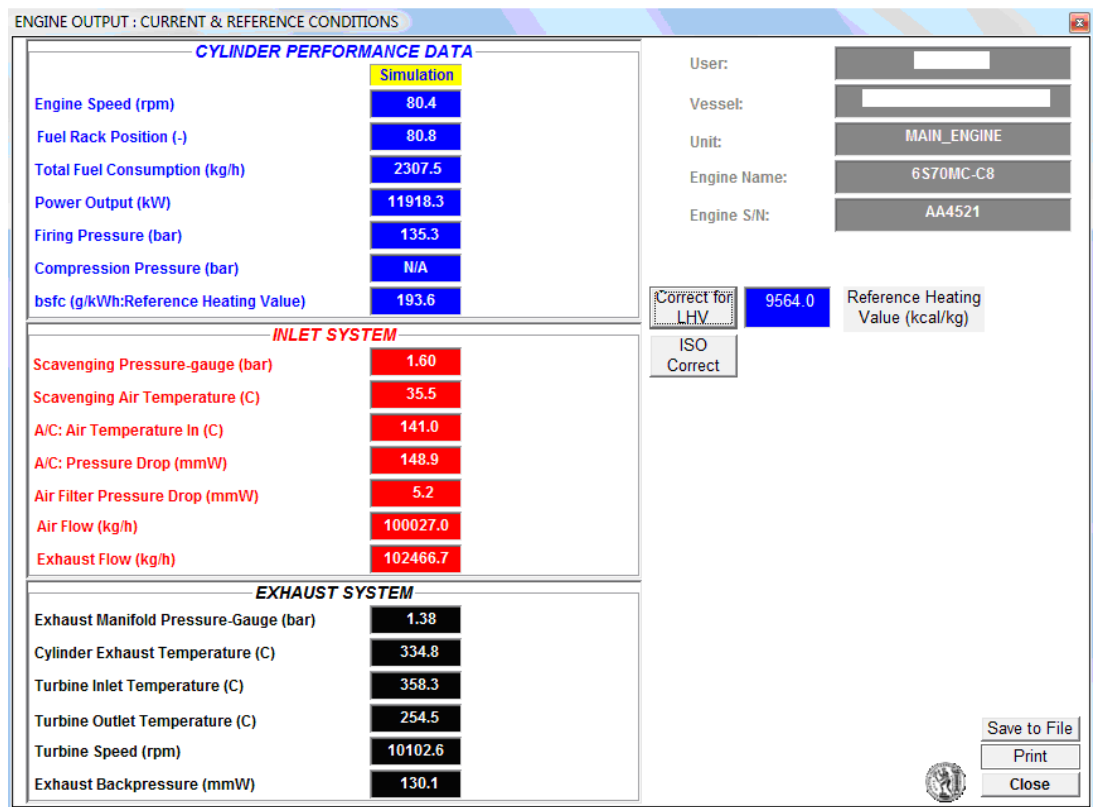 ENGINE OUTPUT : CURRENT & REFERENCE CONDITIONS
CYLINDER PERFORMANCE DATA
Simulation
Engine Speed (rpm) 80.4
Fuel Rack Position (-) 80.8
Total Fuel Consumption (kg/h) 2307.5
Power Output (kW) 11918.3
Firing Pressure (bar) 135.3
Compression Pressure (bar) N/A
bsfc (g/kWh:Reference Heating Value) 193.6
INLET SYSTEM
Scavenging Pressure-gauge (bar) 1.60
Scavenging Air Temperature (C) 35.5
A/C: Air Temperature In (C) 141.0
A/C: Pressure Drop (mmW) 148.9
Air Filter Pressure Drop (mmW) 5.2
Air Flow (kg/h) 100027.0
Exhaust Flow (kg/h) 102466.7
EXHAUST SYSTEM
Exhaust Manifold Pressure-Gauge (bar) 1.38
Cylinder Exhaust Temperature (C) 334.8
Turbine Inlet Temperature (C) 358.3
Turbine Outlet Temperature (C) 254.5
Turbine Speed (rpm) 10102.6
Exhaust Backpressure (mmW) 130.1
User:
Vessel:
Unit: MAIN_ENGINE
Engine Name: 6S70MC-C8
Engine S/N: AA4521
Correct for
LHV
9564.0
Reference Heating
Value (kcal/kg)
ISO
Correct
Save to File
Print
Close